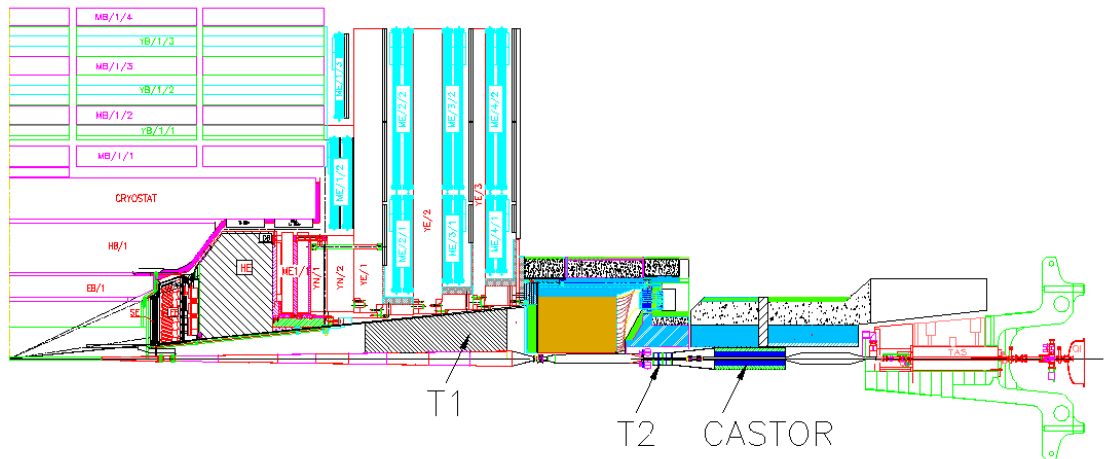 MB/1/4
YB/1/3
MB/1/3
YB/1/2
MB/1/2
YB/1/1
MB/1/1
CRYOSTAT
HB/1
EB/1
SE
EE
HE
ME1/1
YN/1
YN/2
YE/1
ME/1/3
ME/1/2
ME/2/2
ME/2/1
YE/2
ME/3/2
ME/3/1
YE/3
ME/4/2
ME/4/1
TAS
T1
T2
CASTOR